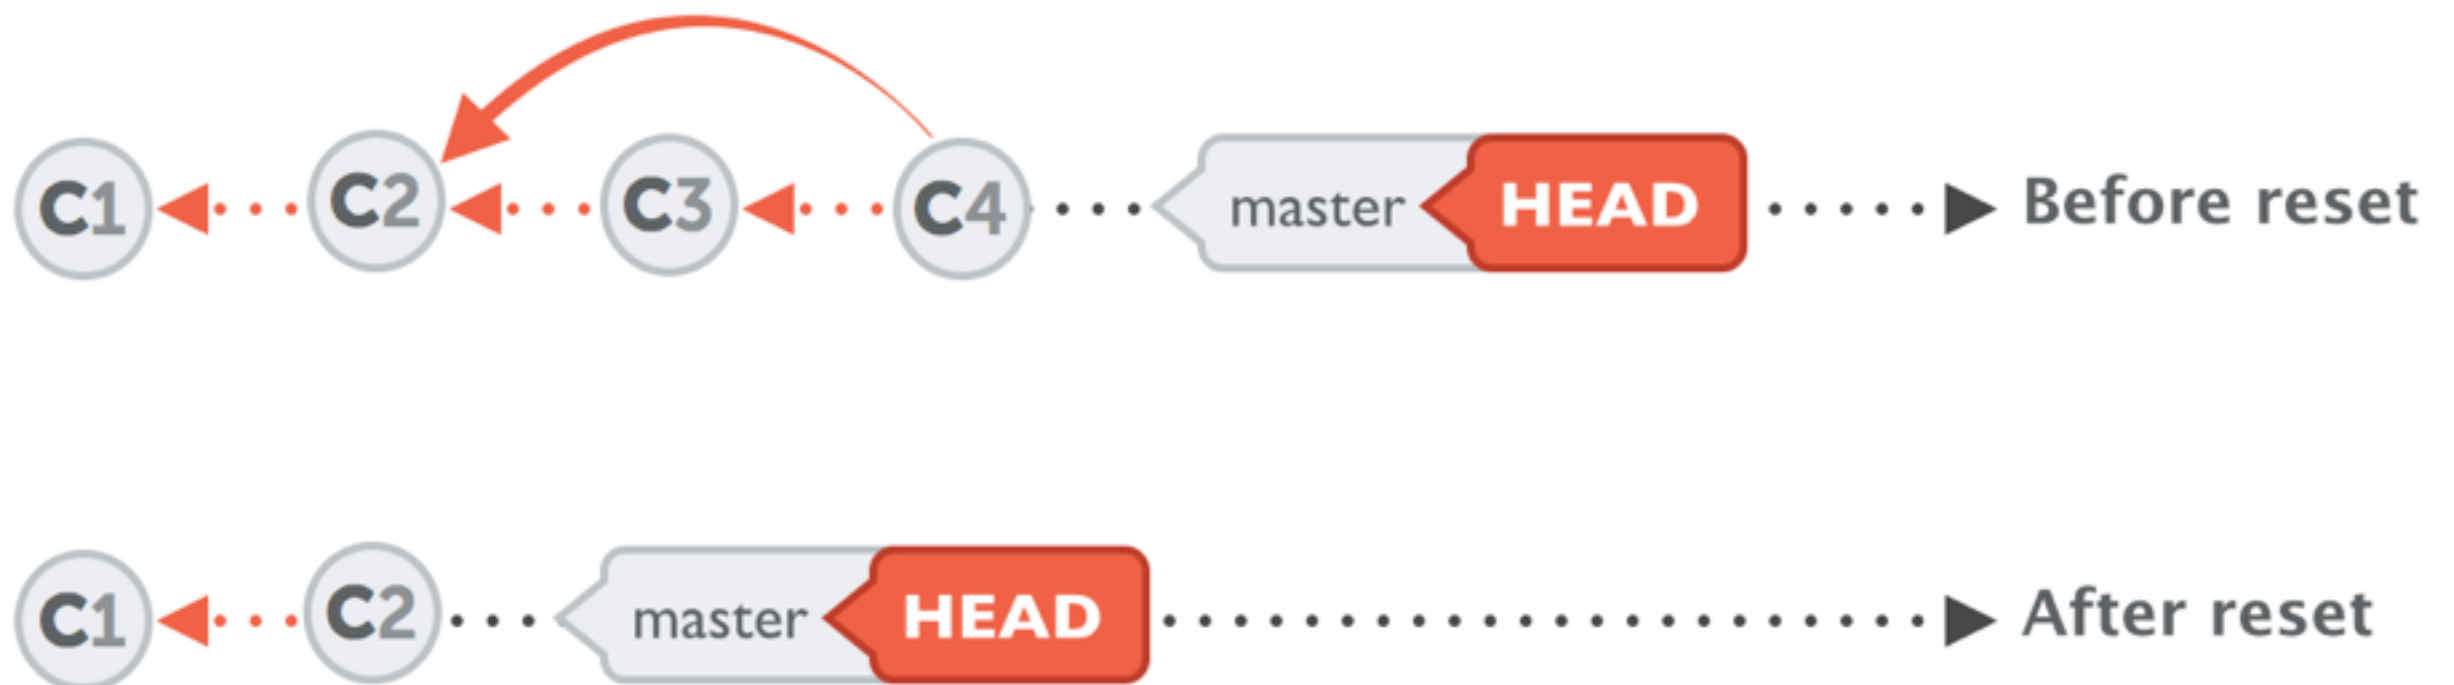 C1 C2 C3 C4 master HEAD Before reset
C1 C2 master HEAD After reset